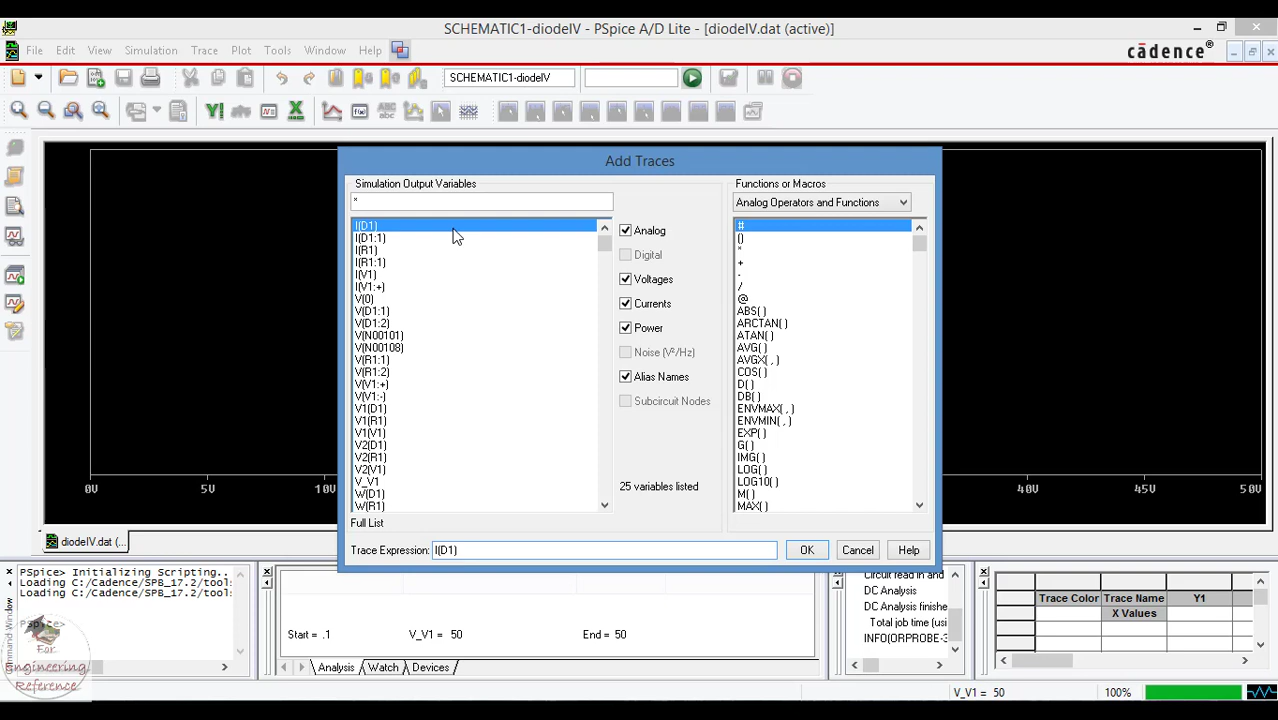 SCHEMATIC1-diodeIV - PSpice A/D Lite - [diodeIV.dat (active)]
File Edit View Simulation Trace Plot Tools Window Help
cādence®
SCHEMATIC1-diodeIV
Add Traces
Simulation Output Variables
*
I(D1)
I(D1:1)
I(R1)
I(R1:1)
I(V1)
I(V1:+)
V(0)
V(D1:1)
V(D1:2)
V(N00101)
V(N00108)
V(R1:1)
V(R1:2)
V(V1:+)
V(V1:-)
V1(D1)
V1(R1)
V1(V1)
V2(D1)
V2(R1)
V2(V1)
V_V1
W(D1)
W(R1)
Full List
Analog
Digital
Voltages
Currents
Power
Noise (V²/Hz)
Alias Names
Subcircuit Nodes
25 variables listed
Functions or Macros
Analog Operators and Functions
#
()
*
+
-
/
@
ABS( )
ARCTAN( )
ATAN( )
AVG( )
AVGX( , )
COS( )
D( )
DB( )
ENVMAX( , )
ENVMIN( , )
EXP( )
G( )
IMG( )
LOG( )
LOG10( )
M( )
MAX( )
Trace Expression: I(D1)
OK Cancel Help
0V 5V 10V 40V 45V 50V
diodeIV.dat (...
PSpice> Initializing Scripting..
Loading C:/Cadence/SPB_17.2/tool:
Loading C:/Cadence/SPB_17.2/tool:
PSpice>
For
Engineering
Reference
Start = .1 V_V1 = 50 End = 50
Analysis Watch Devices
Circuit read in and
DC Analysis
DC Analysis finishe
Total job time (usi
INFO(ORPROBE-3
Trace Color Trace Name Y1
X Values
V_V1 = 50 100%